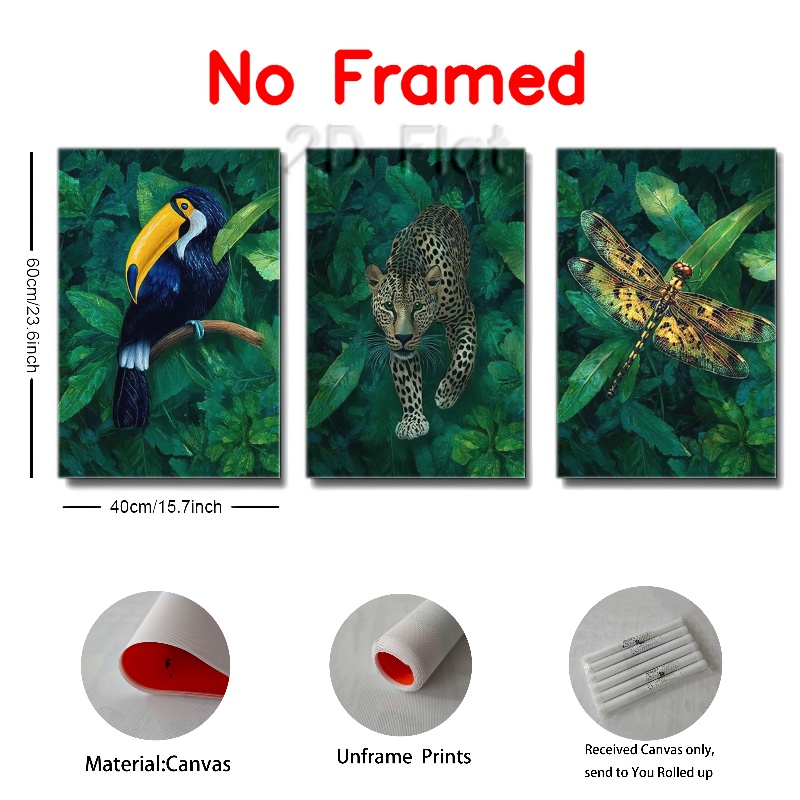 No Framed
2D Flat
60cm/23.6inch
40cm/15.7inch
Material:Canvas
Unframe Prints
Received Canvas only,
send to You Rolled up